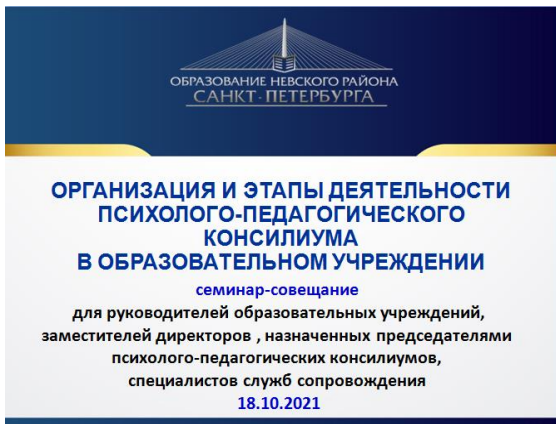 ОБРАЗОВАНИЕ НЕВСКОГО РАЙОНА
САНКТ-ПЕТЕРБУРГА
ОРГАНИЗАЦИЯ И ЭТАПЫ ДЕЯТЕЛЬНОСТИ
ПСИХОЛОГО-ПЕДАГОГИЧЕСКОГО
КОНСИЛИУМА
В ОБРАЗОВАТЕЛЬНОМ УЧРЕЖДЕНИИ
семинар-совещание
для руководителей образовательных учреждений,
заместителей директоров , назначенных председателями
психолого-педагогических консилиумов,
специалистов служб сопровождения
18.10.2021